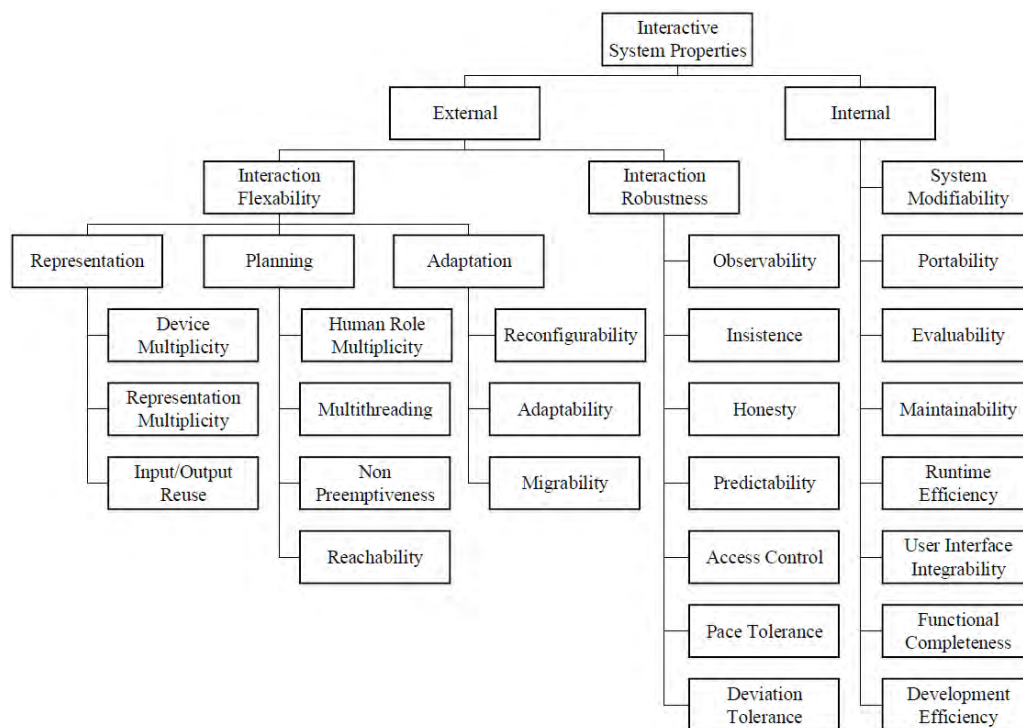 Interactive
System Properties
External
Internal
Interaction
Flexability
Interaction
Robustness
System
Modifiability
Representation
Planning
Adaptation
Observability
Portability
Device
Multiplicity
Human Role
Multiplicity
Reconfigurability
Insistence
Evaluability
Representation
Multiplicity
Multithreading
Adaptability
Honesty
Maintainability
Input/Output
Reuse
Non
Preemptiveness
Migrability
Predictability
Runtime
Efficiency
Reachability
Access Control
User Interface
Integrability
Pace Tolerance
Functional
Completeness
Deviation
Tolerance
Development
Efficiency